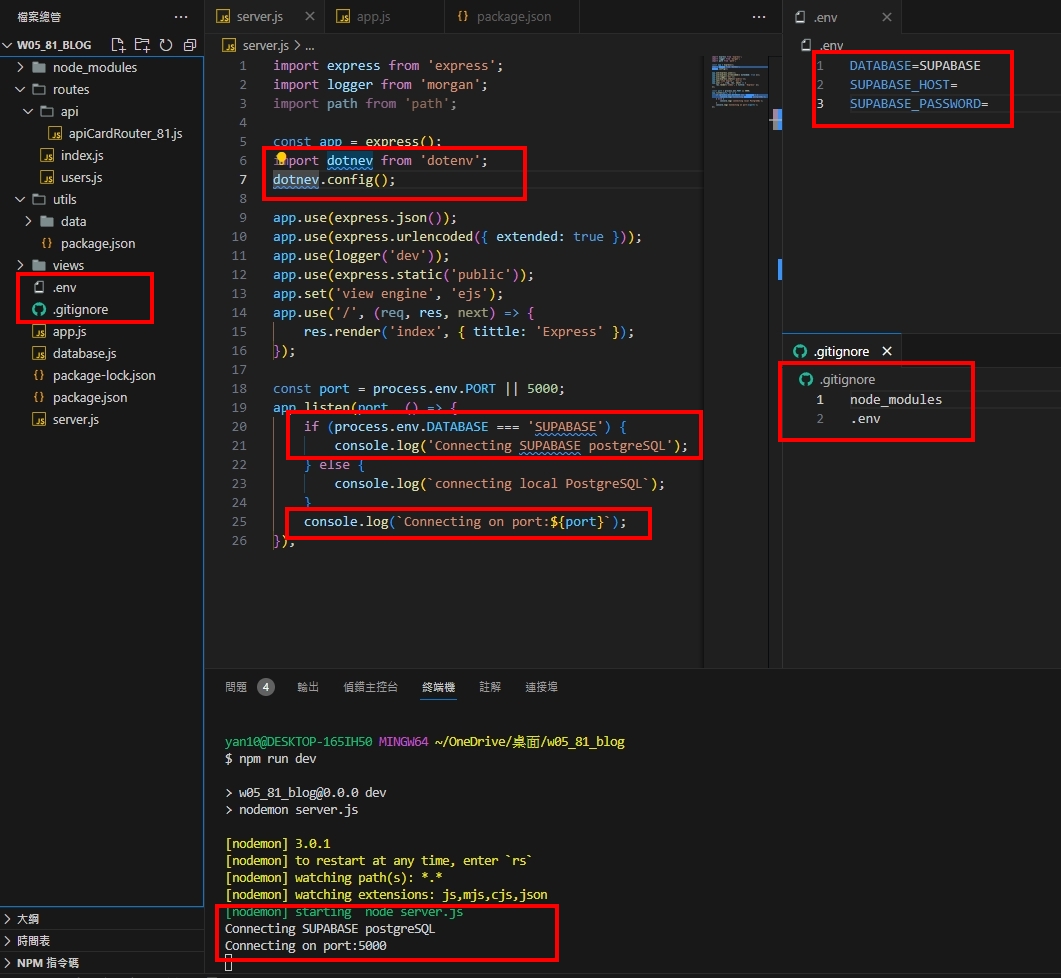 檔案總管
W05_81_BLOG
node_modules
routes
api
apiCardRouter_81.js
index.js
users.js
utils
data
package.json
views
.env
.gitignore
app.js
database.js
package-lock.json
package.json
server.js
大綱
時間表
NPM 指令碼
server.js
app.js
package.json
server.js > ...
1 import express from 'express';
2 import logger from 'morgan';
3 import path from 'path';
4
5 const app = express();
6 import dotnev from 'dotenv';
7 dotnev.config();
8
9 app.use(express.json());
10 app.use(express.urlencoded({ extended: true }));
11 app.use(logger('dev'));
12 app.use(express.static('public'));
13 app.set('view engine', 'ejs');
14 app.use('/', (req, res, next) => {
15 res.render('index', { tittle: 'Express' });
16 });
17
18 const port = process.env.PORT || 5000;
19 app.listen(port, () => {
20 if (process.env.DATABASE === 'SUPABASE') {
21 console.log('Connecting SUPABASE postgreSQL');
22 } else {
23 console.log(`connecting local PostgreSQL`);
24 }
25 console.log(`Connecting on port:${port}`);
26 });
.env
.env
1 DATABASE=SUPABASE
2 SUPABASE_HOST=
3 SUPABASE_PASSWORD=
.gitignore
.gitignore
1 node_modules
2 .env
問題 4 輸出 偵錯主控台 終端機 註解 連接埠
yan10@DESKTOP-165IH50 MINGW64 ~/OneDrive/桌面/w05_81_blog
$ npm run dev
> w05_81_blog@0.0.0 dev
> nodemon server.js
[nodemon] 3.0.1
[nodemon] to restart at any time, enter `rs`
[nodemon] watching path(s): *.*
[nodemon] watching extensions: js,mjs,cjs,json
[nodemon] starting `node server.js`
Connecting SUPABASE postgreSQL
Connecting on port:5000